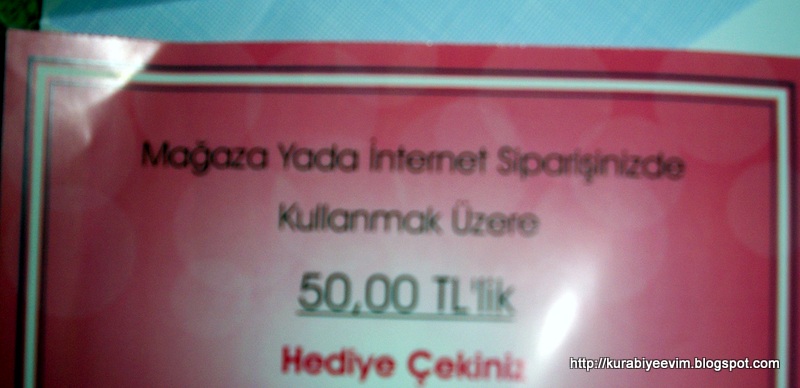 Mağaza Yada İnternet Siparişinizde
Kullanmak Üzere
50,00 TL'lik
Hediye Çekiniz
http://kurabiyeevim.blogspot.com